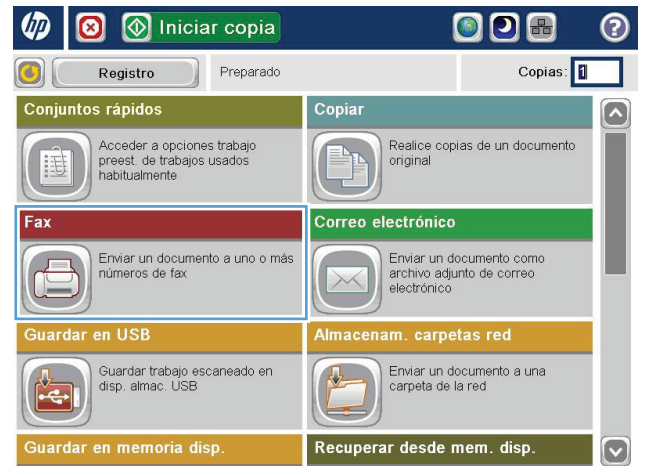 hp
Iniciar copia
?
Registro
Preparado
Copias: 1
Conjuntos rápidos
Acceder a opciones trabajo
preest. de trabajos usados
habitualmente
Copiar
Realice copias de un documento
original
Fax
Enviar un documento a uno o más
números de fax
Correo electrónico
Enviar un documento como
archivo adjunto de correo
electrónico
Guardar en USB
Guardar trabajo escaneado en
disp. almac. USB
Almacenam. carpetas red
Enviar un documento a una
carpeta de la red
Guardar en memoria disp.
Recuperar desde mem. disp.